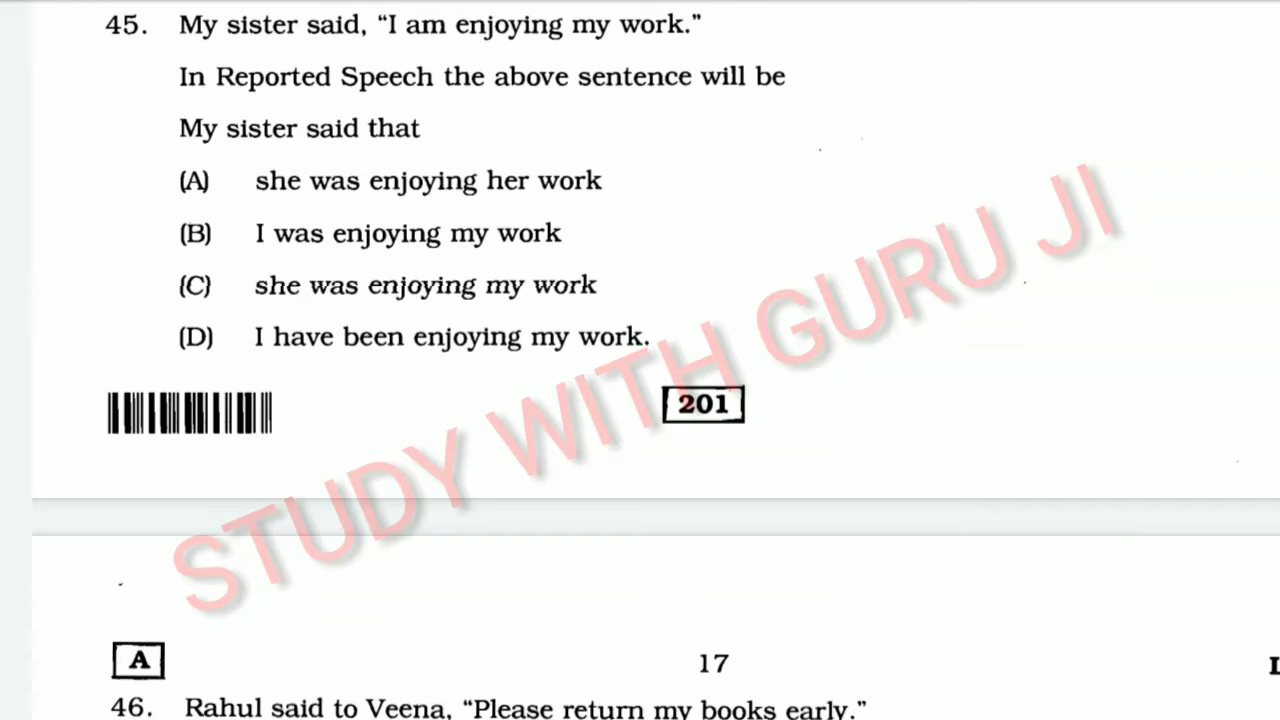 45. My sister said, “I am enjoying my work.”
In Reported Speech the above sentence will be
My sister said that
(A) she was enjoying her work
(B) I was enjoying my work
(C) she was enjoying my work
(D) I have been enjoying my work.
201
STUDY WITH GURU JI
A 17
46. Rahul said to Veena, “Please return my books early.”